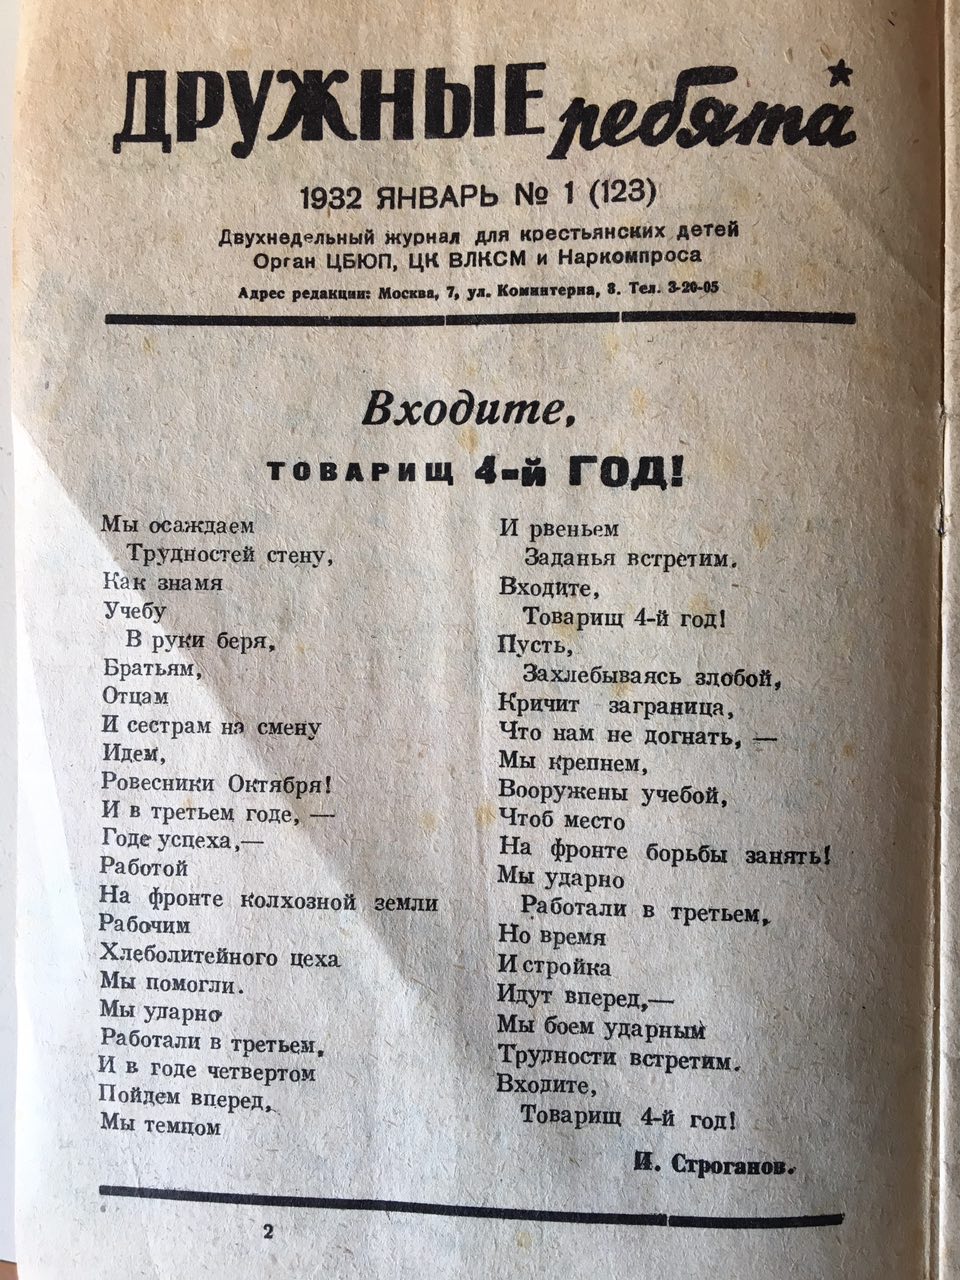 ДРУЖНЫЕ ребята
1932 ЯНВАРЬ № 1 (123)
Двухнедельный журнал для крестьянских детей
Орган ЦБЮП, ЦК ВЛКСМ и Наркомпроса
Адрес редакции: Москва, 7, ул. Коминтерна, 8. Тел. 3-20-05
Входите,
ТОВАРИЩ 4-й ГОД!
Мы осаждаем
Трудностей стену,
Как знамя
Учебу
В руки беря,
Братьям,
Отцам
И сестрам на смену
Идем,
Ровесники Октября!
И в третьем годе, —
Годе успеха,—
Работой
На фронте колхозной земли
Рабочим
Хлеболитейного цеха
Мы помогли.
Мы ударно
Работали в третьем,
И в годе четвертом
Пойдем вперед,
Мы темпом
И рвеньем
Заданья встретим.
Входите,
Товарищ 4-й год!
Пусть,
Захлебываясь злобой,
Кричит заграница,
Что нам не догнать, —
Мы крепнем,
Вооружены учебой,
Чтоб место
На фронте борьбы занять!
Мы ударно
Работали в третьем,
Но время
И стройка
Идут вперед,—
Мы боем ударным
Трудности встретим.
Входите,
Товарищ 4-й год!
И. Строганов.
2